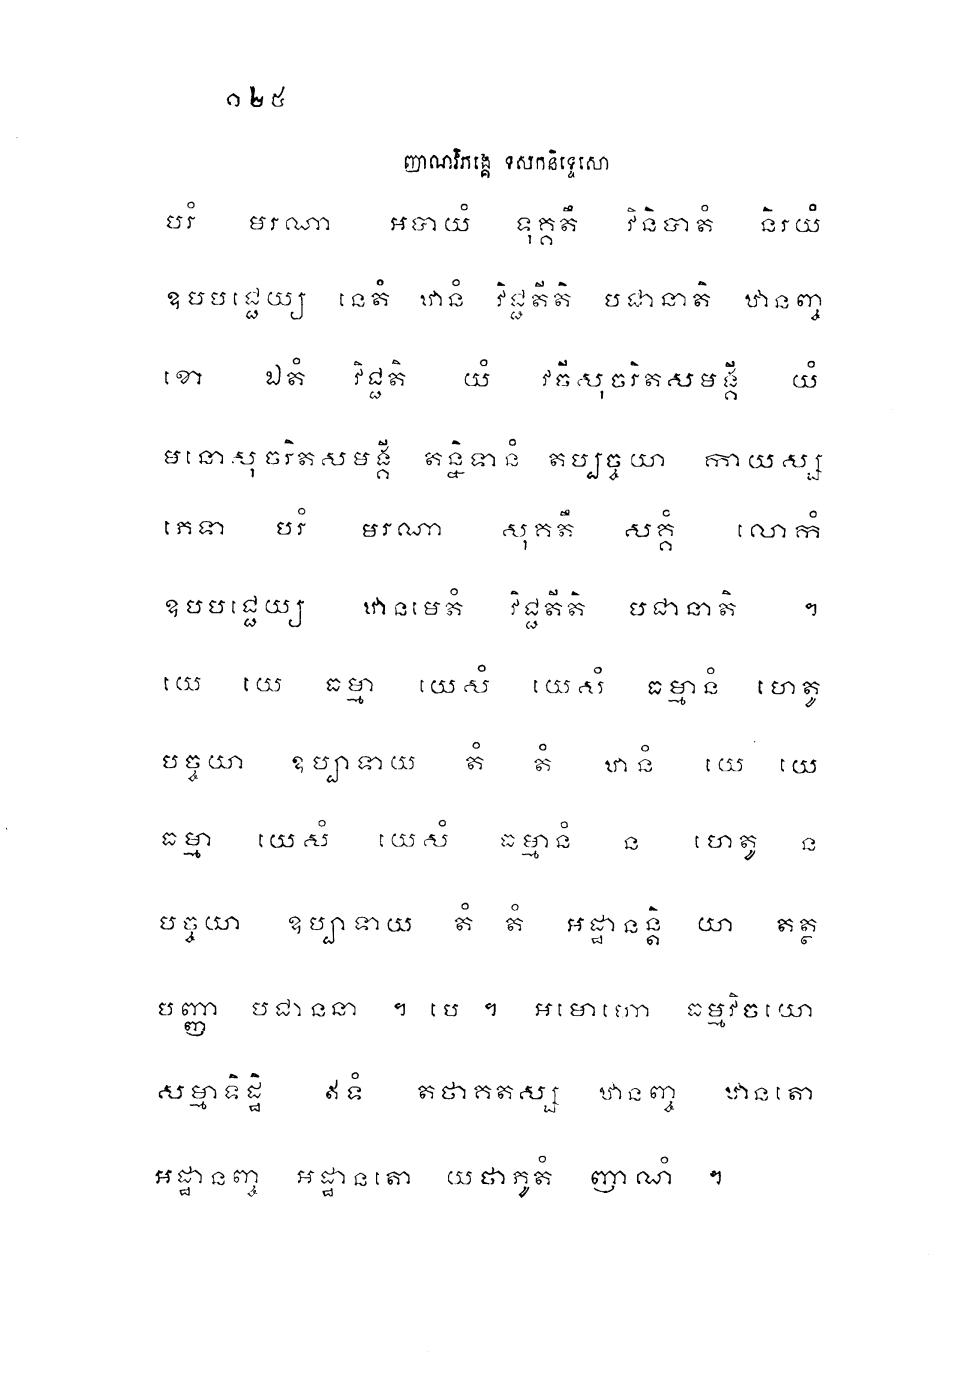 ១២៥
ញាណវិភង្គេ ទសកនិទ្ទេសោ
បរំ មរណា អបាយំ ទុគ្គតឹ វិនិបាតំ និរយំ
ឧបបជ្ជេយ្យ នេតំ ឋានំ វិជ្ជតីតិ បជានាតិ ឋានញ្ច
ខោ ឯតំ វិជ្ជតិ យំ វចីសុចរិតសមង្គី យំ
មនោសុចរិតសមង្គី តន្និទានំ តប្បច្ចយា កាយស្ស
ភេទា បរំ មរណា សុគតឹ សគ្គំ លោកំ
ឧបបជ្ជេយ្យ ឋានមេតំ វិជ្ជតីតិ បជានាតិ ។
យេ យេ ធម្មា យេសំ យេសំ ធម្មានំ ហេតូ
បច្ចយា ឧប្បាទាយ តំ តំ ឋានំ យេ យេ
ធម្មា យេសំ យេសំ ធម្មានំ ន ហេតូ ន
បច្ចយា ឧប្បាទាយ តំ តំ អដ្ឋានន្តិ យា តត្ថ
បញ្ញា បជាននា ។ បេ ។ អមោហោ ធម្មវិចយោ
សម្មាទិដ្ឋិ ឥទំ តថាគតស្ស ឋានញ្ច ឋានតោ
អដ្ឋានញ្ច អដ្ឋានតោ យថាភូតំ ញាណំ ។